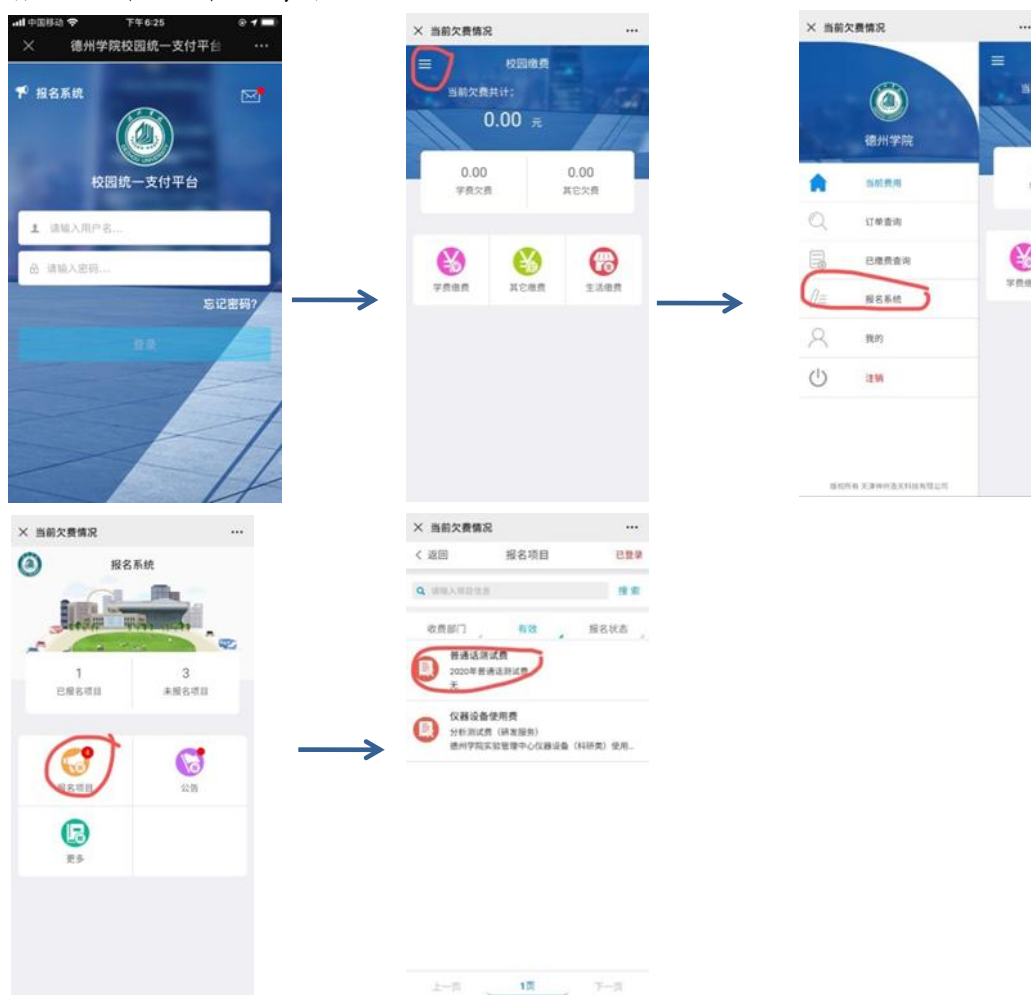 中国移动
下午6:25
德州学院校园统一支付平台
报名系统
校园统一支付平台
请输入用户名...
请输入密码...
忘记密码?
登录
当前欠费情况
校园缴费
当前欠费共计:
0.00 元
0.00
0.00
学费欠费
其它欠费
学费缴费
其它缴费
生活缴费
当前欠费情况
德州学院
当前费用
订单查询
已缴费查询
报名系统
我的
注销
当前欠费情况
报名系统
1
3
已报名项目
未报名项目
4
报名项目
公告
更多
当前欠费情况
返回
报名项目
已登录
请输入项目信息
搜索
收费部门
有效
报名状态
普通话测试费
2020年普通话测试费
无
仪器设备使用费
分析测试费(研发服务)
德州学院实验管理中心仪器设备(科研类)使用...
上一页
1页
下一页